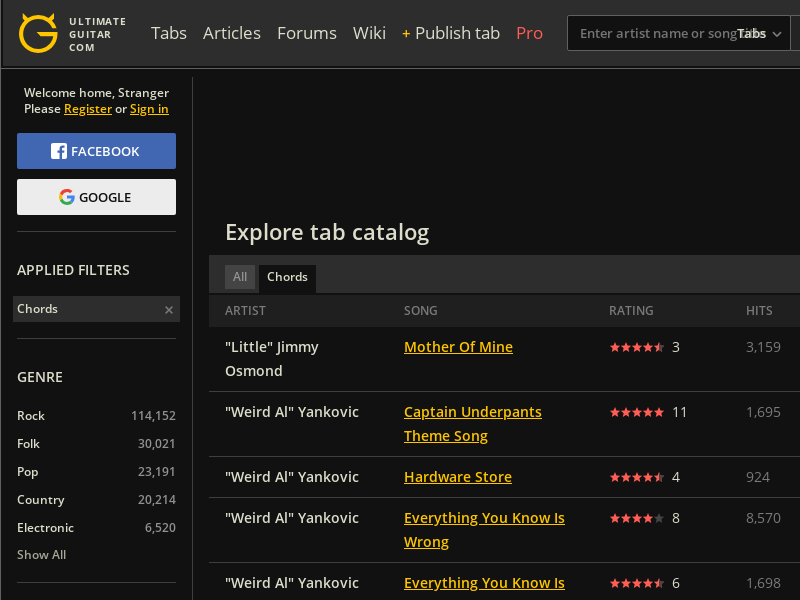 ULTIMATE
GUITAR
COM
Tabs Articles Forums Wiki + Publish tab Pro
Enter artist name or song Tabs
Welcome home, Stranger
Please Register or Sign in
FACEBOOK
GOOGLE
APPLIED FILTERS
Chords ×
GENRE
Rock 114,152
Folk 30,021
Pop 23,191
Country 20,214
Electronic 6,520
Show All
Explore tab catalog
All Chords
ARTIST SONG RATING HITS
"Little" Jimmy Osmond Mother Of Mine 3 3,159
"Weird Al" Yankovic Captain Underpants Theme Song 11 1,695
"Weird Al" Yankovic Hardware Store 4 924
"Weird Al" Yankovic Everything You Know Is Wrong 8 8,570
"Weird Al" Yankovic Everything You Know Is 6 1,698